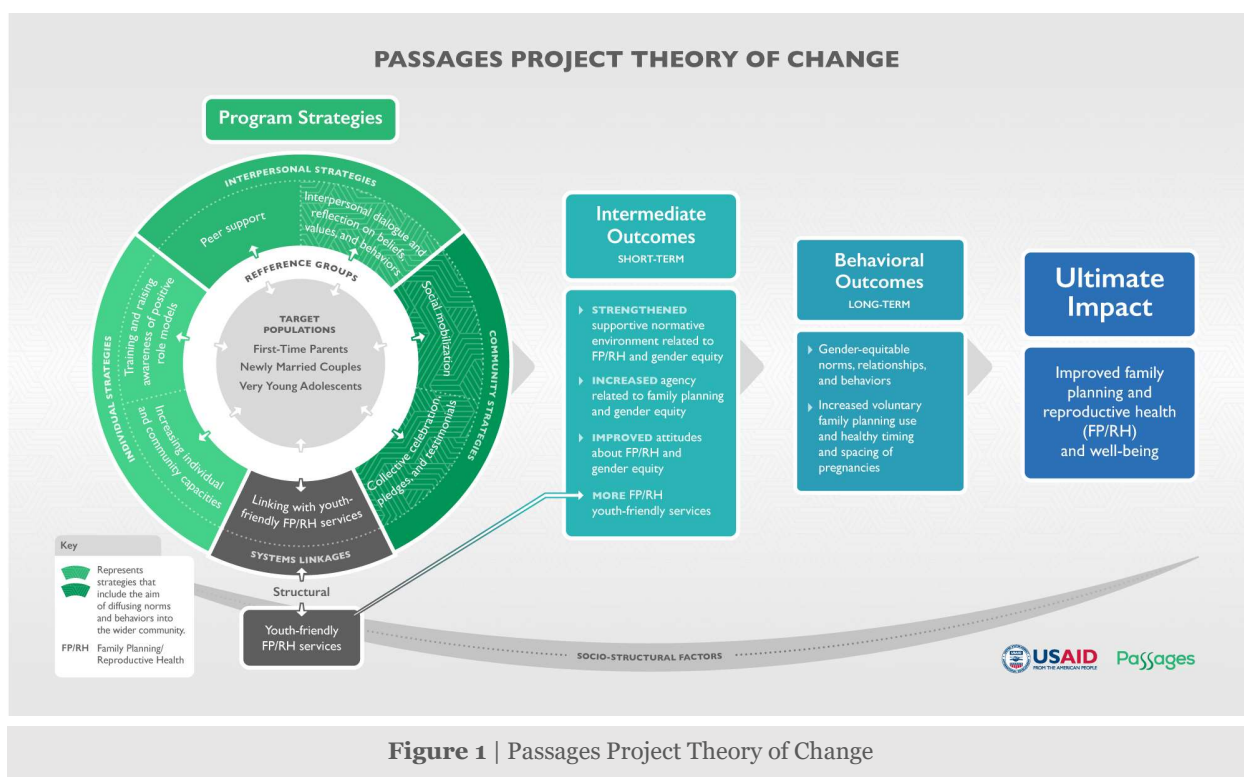 PASSAGES PROJECT THEORY OF CHANGE
Program Strategies
INTERPERSONAL STRATEGIES
Peer support
Interpersonal dialogue and
reflection on beliefs,
values, and behaviors
INDIVIDUAL STRATEGIES
Training and raising
awareness of positive
role models
Increasing individual
and community capacities
COMMUNITY STRATEGIES
Social mobilization
Collective celebration,
pledges, and testimonials
REFFERENCE GROUPS
TARGET
POPULATIONS
First-Time Parents
Newly Married Couples
Very Young Adolescents
Linking with youth-
friendly FP/RH services
SYSTEMS LINKAGES
Structural
Youth-friendly
FP/RH services
Intermediate
Outcomes
SHORT-TERM
STRENGTHENED
supportive normative
environment related to
FP/RH and gender equity
INCREASED agency
related to family planning
and gender equity
IMPROVED attitudes
about FP/RH and
gender equity
MORE FP/RH
youth-friendly services
Behavioral
Outcomes
LONG-TERM
Gender-equitable
norms, relationships,
and behaviors
Increased voluntary
family planning use
and healthy timing
and spacing of
pregnancies
Ultimate
Impact
Improved family
planning and
reproductive health
(FP/RH)
and well-being
Key
Represents
strategies that
include the aim
of diffusing norms
and behaviors into
the wider community.
FP/RH Family Planning/
Reproductive Health
SOCIO-STRUCTURAL FACTORS
USAID
FROM THE AMERICAN PEOPLE
Passages
Figure 1 | Passages Project Theory of Change